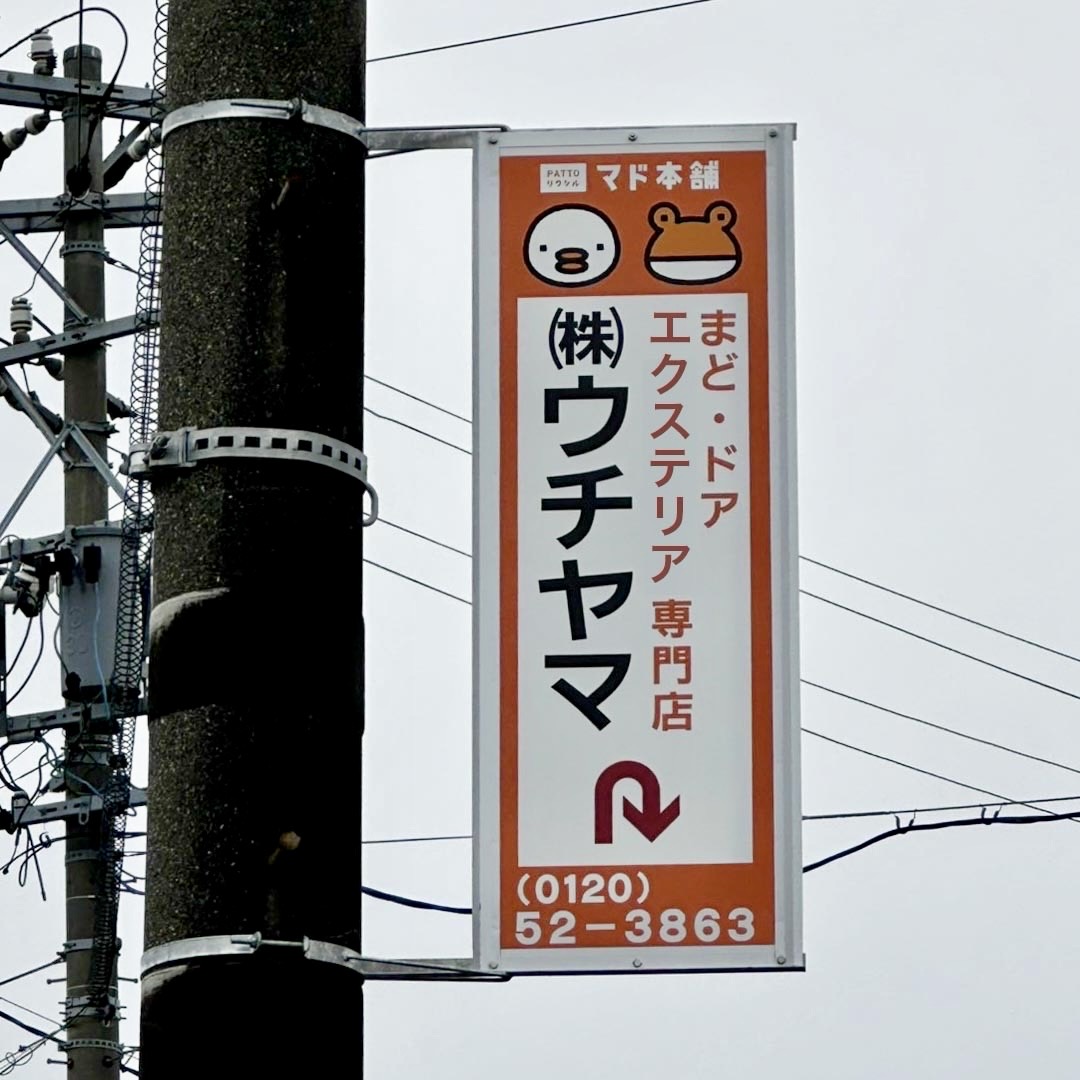 PATTO
リクシル
マド本舗
まど・ドア
エクステリア 専門店
㈱ウチヤマ
(0120)
52-3863